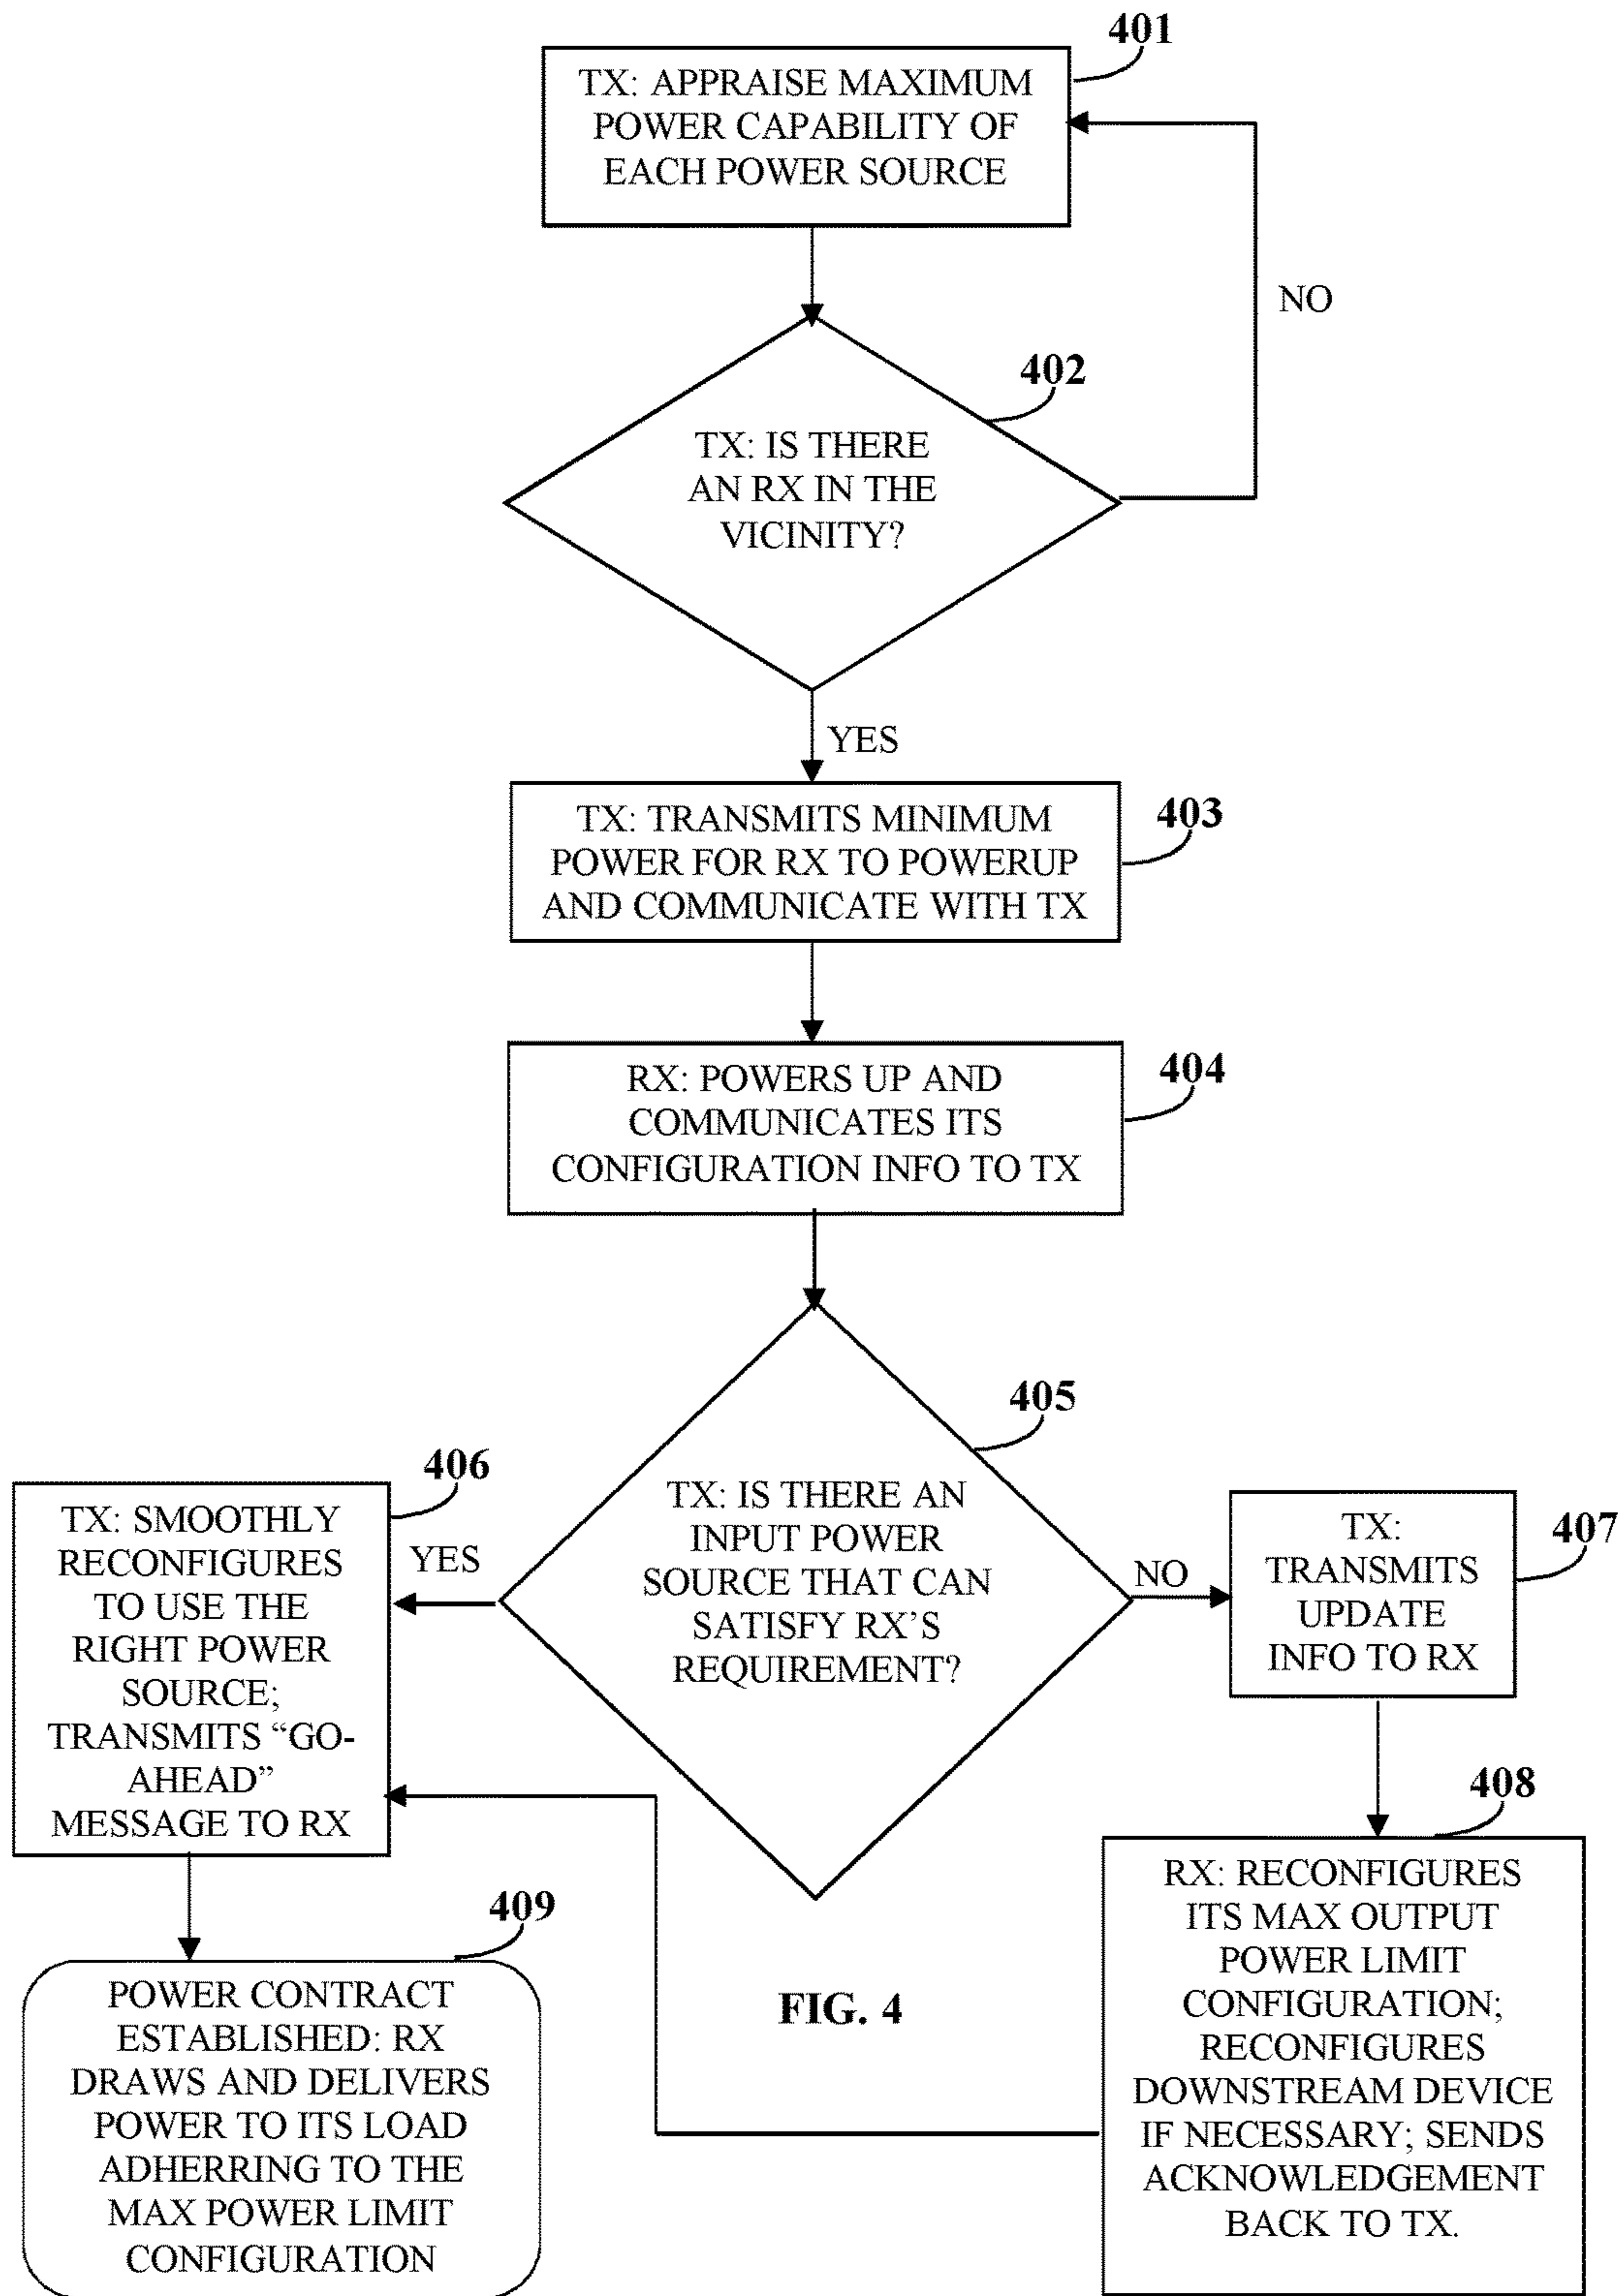 401
TX: APPRAISE MAXIMUM
POWER CAPABILITY OF
EACH POWER SOURCE
NO
402
TX: IS THERE
AN RX IN THE
VICINITY?
YES
403
TX: TRANSMITS MINIMUM
POWER FOR RX TO POWERUP
AND COMMUNICATE WITH TX
404
RX: POWERS UP AND
COMMUNICATES ITS
CONFIGURATION INFO TO TX
405
TX: IS THERE AN
INPUT POWER
SOURCE THAT CAN
SATISFY RX’S
REQUIREMENT?
YES
NO
406
TX: SMOOTHLY
RECONFIGURES
TO USE THE
RIGHT POWER
SOURCE;
TRANSMITS “GO-
AHEAD”
MESSAGE TO RX
407
TX:
TRANSMITS
UPDATE
INFO TO RX
408
RX: RECONFIGURES
ITS MAX OUTPUT
POWER LIMIT
CONFIGURATION;
RECONFIGURES
DOWNSTREAM DEVICE
IF NECESSARY; SENDS
ACKNOWLEDGEMENT
BACK TO TX.
409
POWER CONTRACT
ESTABLISHED: RX
DRAWS AND DELIVERS
POWER TO ITS LOAD
ADHERRING TO THE
MAX POWER LIMIT
CONFIGURATION
FIG. 4